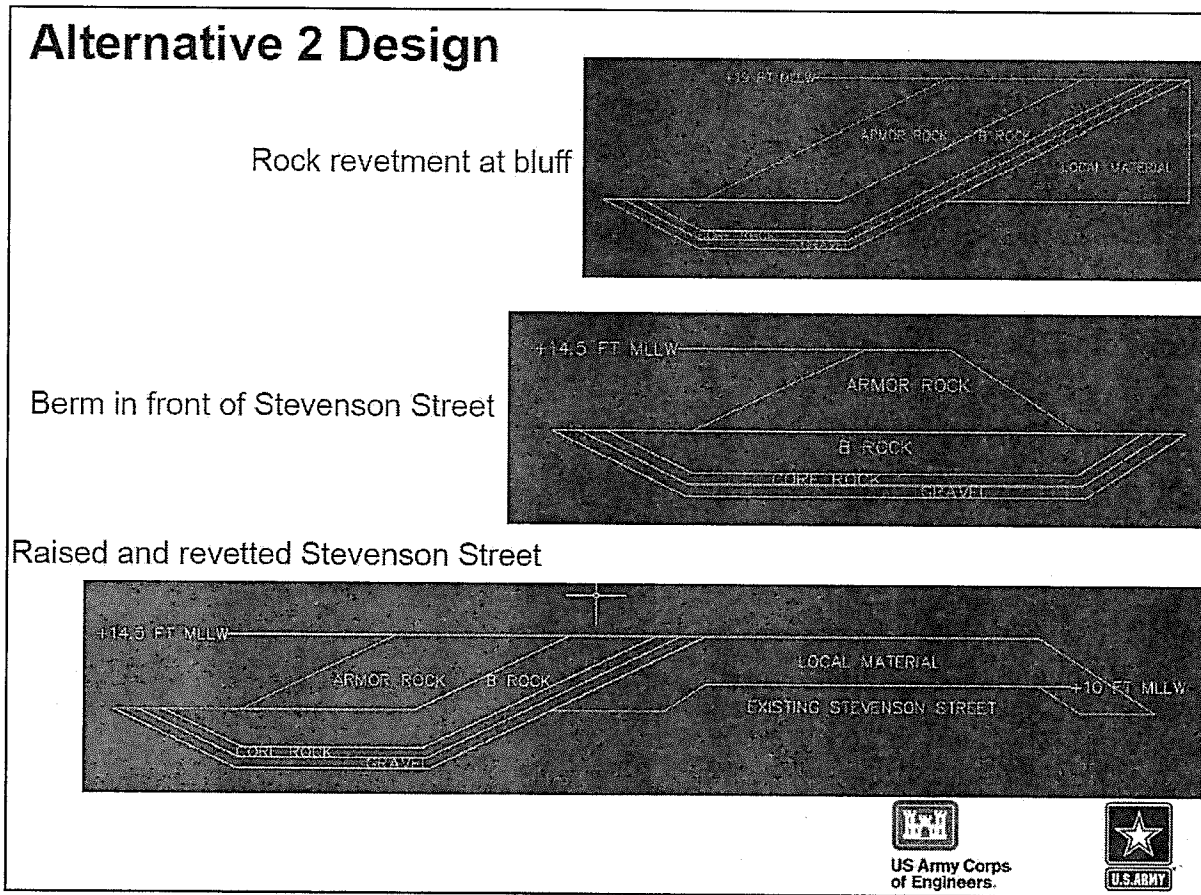 Alternative 2 Design
+19 FT MLLW
ARMOR ROCK
B ROCK
Rock revetment at bluff
LOCAL MATERIAL
CORE ROCK
GRAVEL
+14.5 FT MLLW
ARMOR ROCK
Berm in front of Stevenson Street
B ROCK
CORE ROCK
GRAVEL
Raised and revetted Stevenson Street
+14.5 FT MLLW
LOCAL MATERIAL
ARMOR ROCK
B ROCK
+10 FT MLLW
EXISTING STEVENSON STREET
CORE ROCK
GRAVEL
US Army Corps
of Engineers.
U.S.ARMY